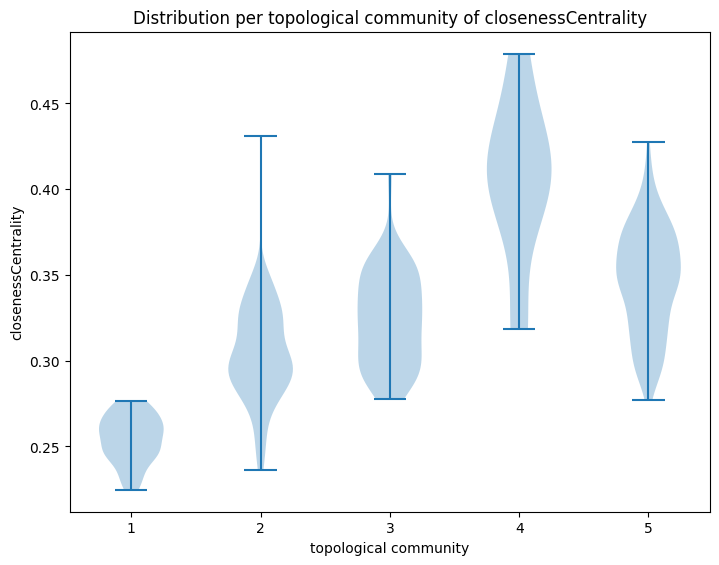 Distribution per topological community of closenessCentrality
closenessCentrality
0.45
0.40
0.35
0.30
0.25
1 2 3 4 5
topological community